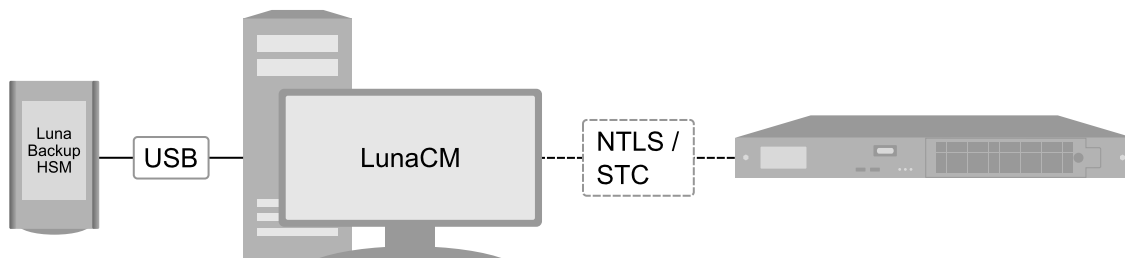 Luna
Backup
HSM
USB
LunaCM
NTLS /
STC